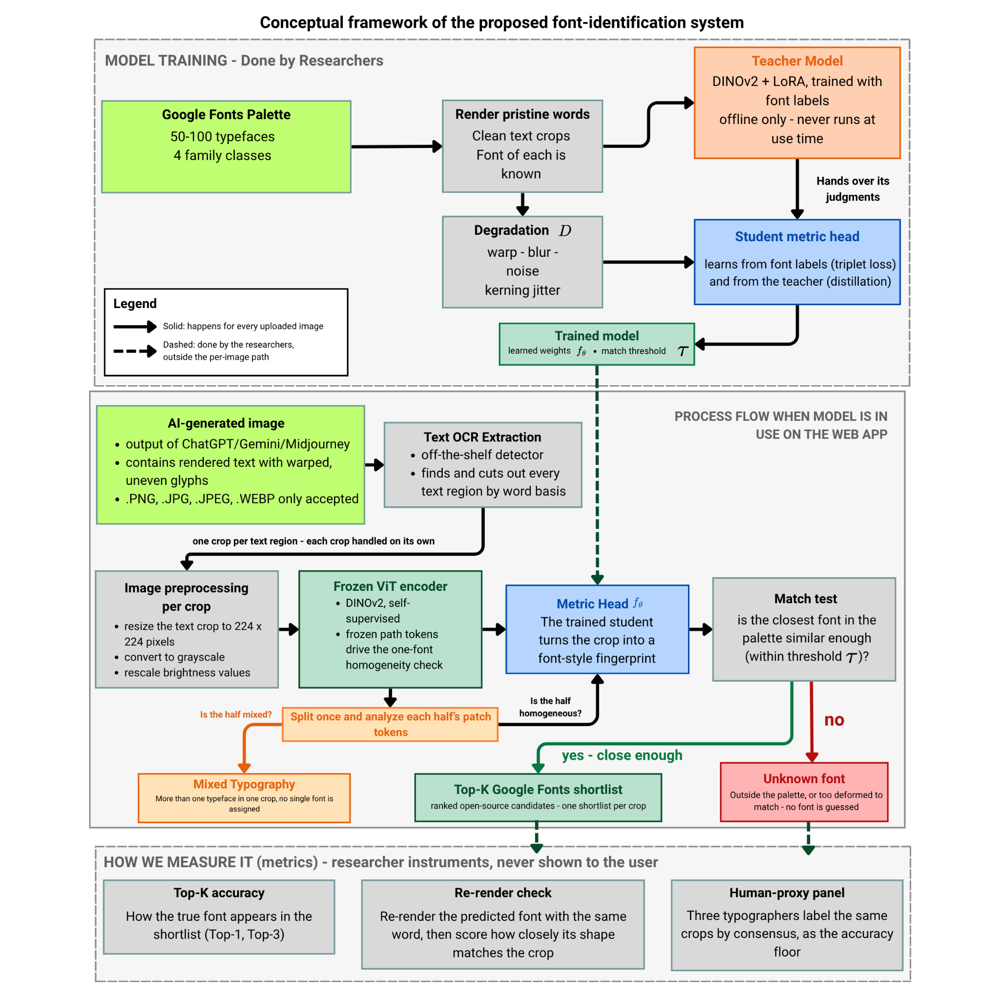 Conceptual framework of the proposed font-identification system
MODEL TRAINING - Done by Researchers
Google Fonts Palette
50-100 typefaces
4 family classes
Render pristine words
Clean text crops
Font of each is
known
Teacher Model
DINOv2 + LoRA, trained with
font labels
offline only - never runs at
use time
Hands over its
judgments
Degradation D
warp - blur -
noise
kerning jitter
Student metric head
learns from font labels (triplet loss)
and from the teacher (distillation)
Legend
Solid: happens for every uploaded image
Dashed: done by the researchers,
outside the per-image path
Trained model
learned weights fθ • match threshold τ
PROCESS FLOW WHEN MODEL IS IN
USE ON THE WEB APP
AI-generated image
• output of ChatGPT/Gemini/Midjourney
• contains rendered text with warped,
uneven glyphs
• .PNG, .JPG, .JPEG, .WEBP only accepted
Text OCR Extraction
• off-the-shelf detector
• finds and cuts out every
text region by word basis
one crop per text region - each crop handled on its own
Image preprocessing
per crop
• resize the text crop to 224 x
224 pixels
• convert to grayscale
• rescale brightness values
Frozen ViT encoder
• DINOv2, self-
supervised
• frozen path tokens
drive the one-font
homogeneity check
Metric Head fθ
The trained student
turns the crop into a
font-style fingerprint
Match test
is the closest font in the
palette similar enough
(within threshold τ)?
Is the half mixed?
Split once and analyze each half's patch
tokens
Is the half
homogeneous?
no
yes - close enough
Mixed Typography
More than one typeface in one crop, no single font is
assigned
Top-K Google Fonts shortlist
ranked open-source candidates - one shortlist per crop
Unknown font
Outside the palette, or too deformed to
match - no font is guessed
HOW WE MEASURE IT (metrics) - researcher instruments, never shown to the user
Top-K accuracy
How the true font appears in the
shortlist (Top-1, Top-3)
Re-render check
Re-render the predicted font with the same
word, then score how closely its shape
matches the crop
Human-proxy panel
Three typographers label the same
crops by consensus, as the accuracy
floor